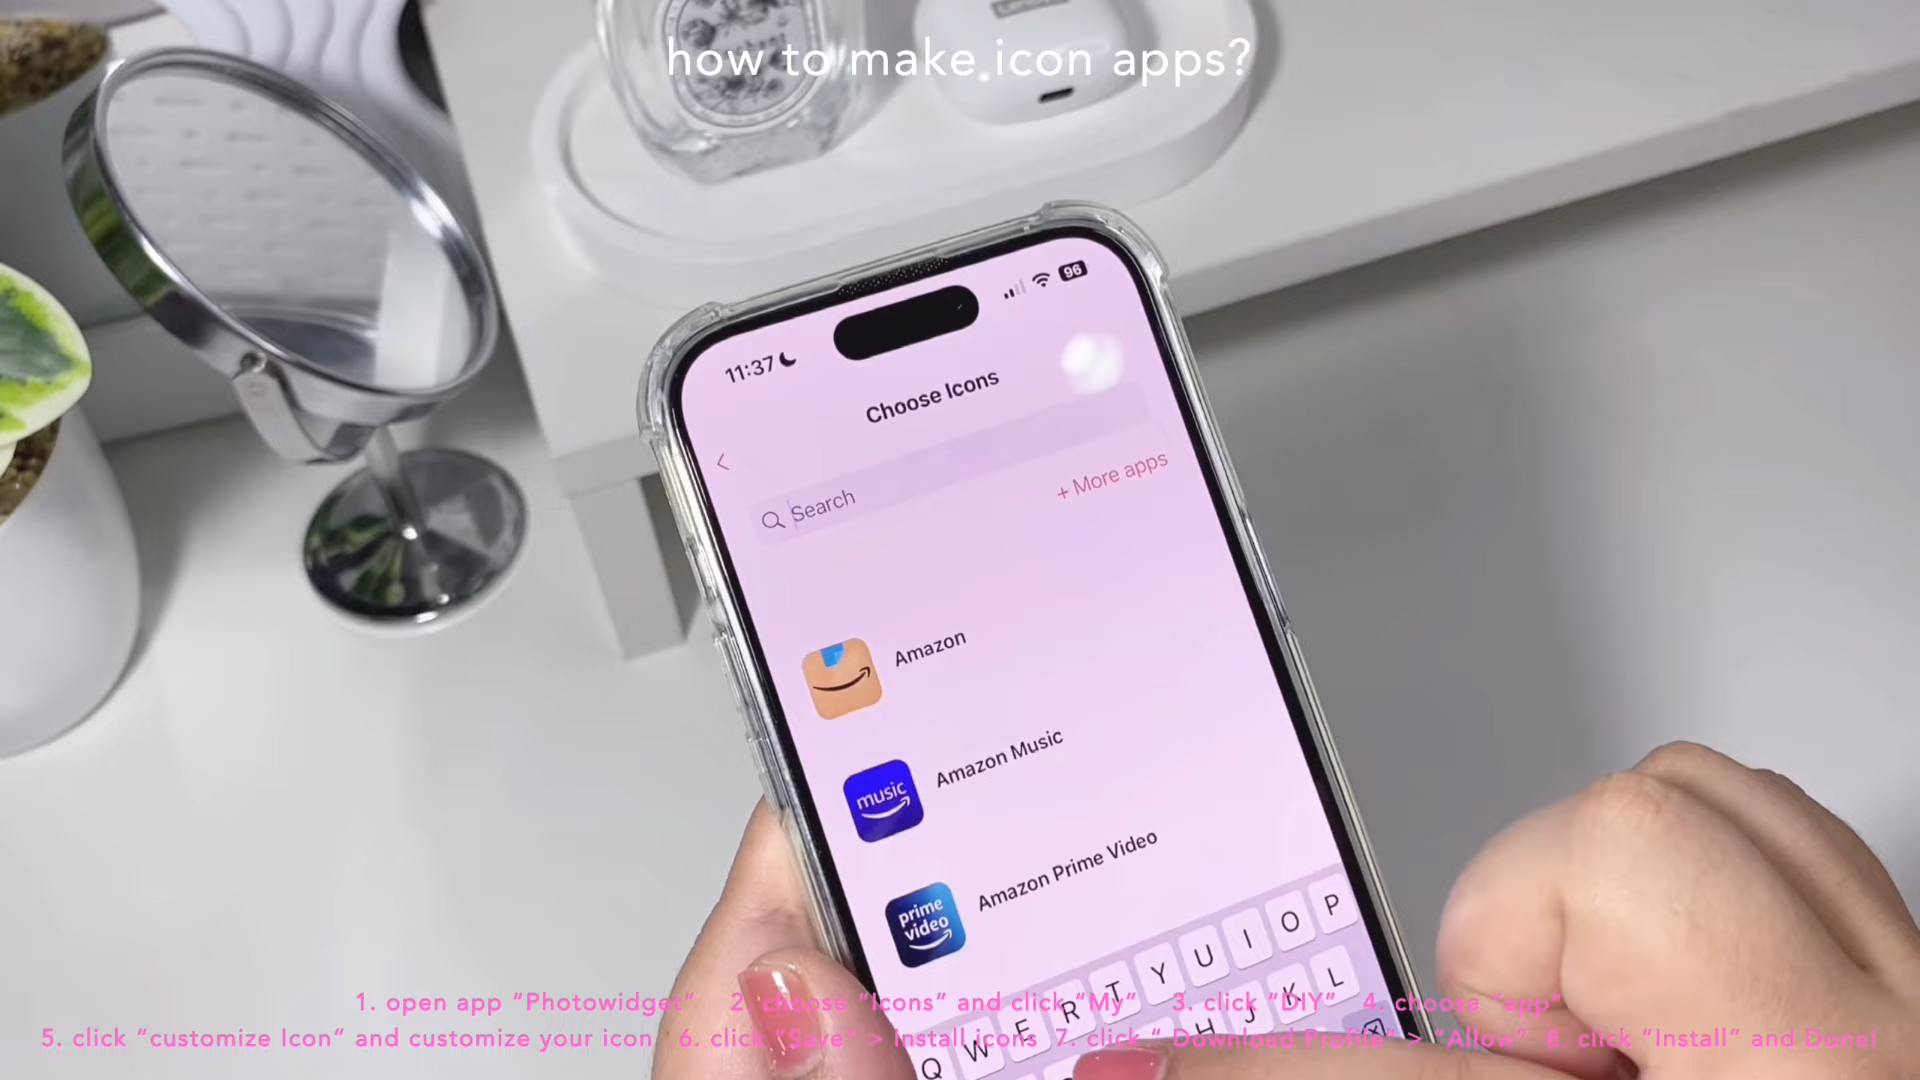 how to make icon apps?
96
11:37
Choose Icons
Search
+ More apps
Amazon
music
Amazon Music
prime
video
Amazon Prime Video
Q W E R T Y U I O P
H J K L
1. open app “Photowidget” 2. choose “Icons” and click “My” 3. click “DIY” 4. choose “app”
5. click “customize Icon” and customize your icon 6. click “Save” > Install icons 7. click “ Download Profile” > “Allow” 8. click “Install” and Done!